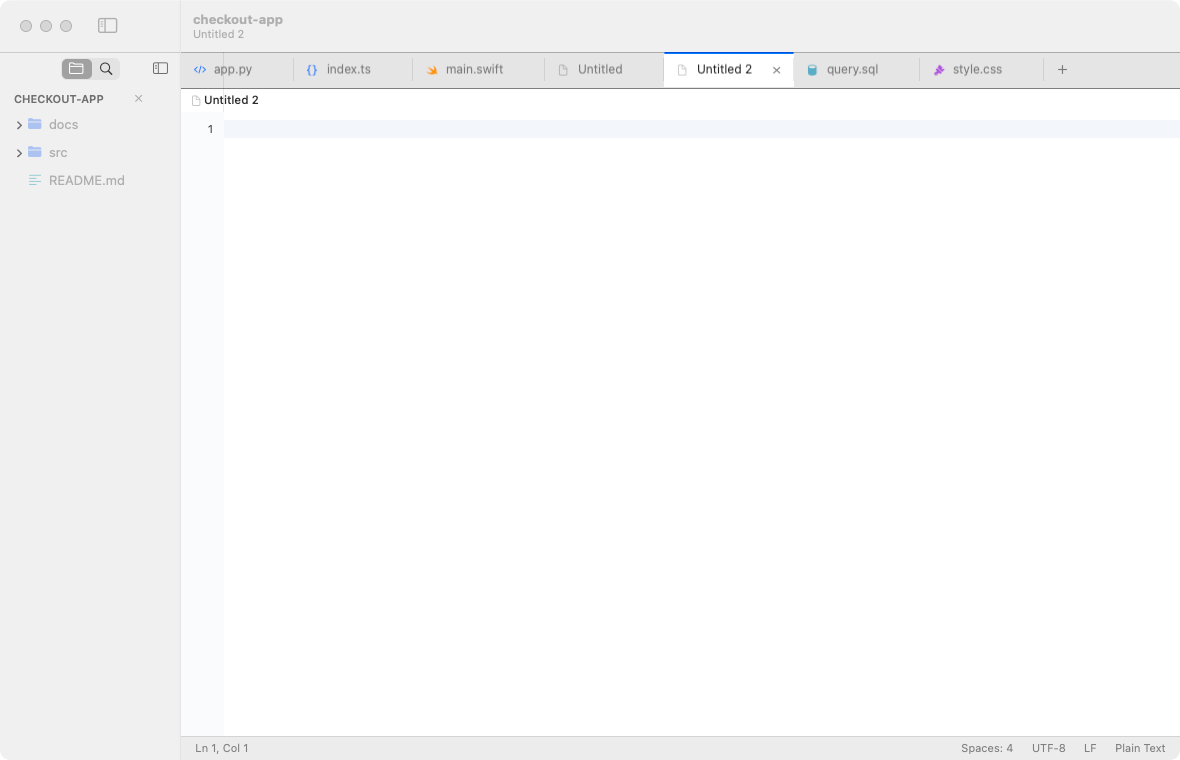 checkout-app
Untitled 2
app.py
index.ts
main.swift
Untitled
Untitled 2
query.sql
style.css
CHECKOUT-APP
docs
src
README.md
Untitled 2
1
Ln 1, Col 1
Spaces: 4
UTF-8
LF
Plain Text